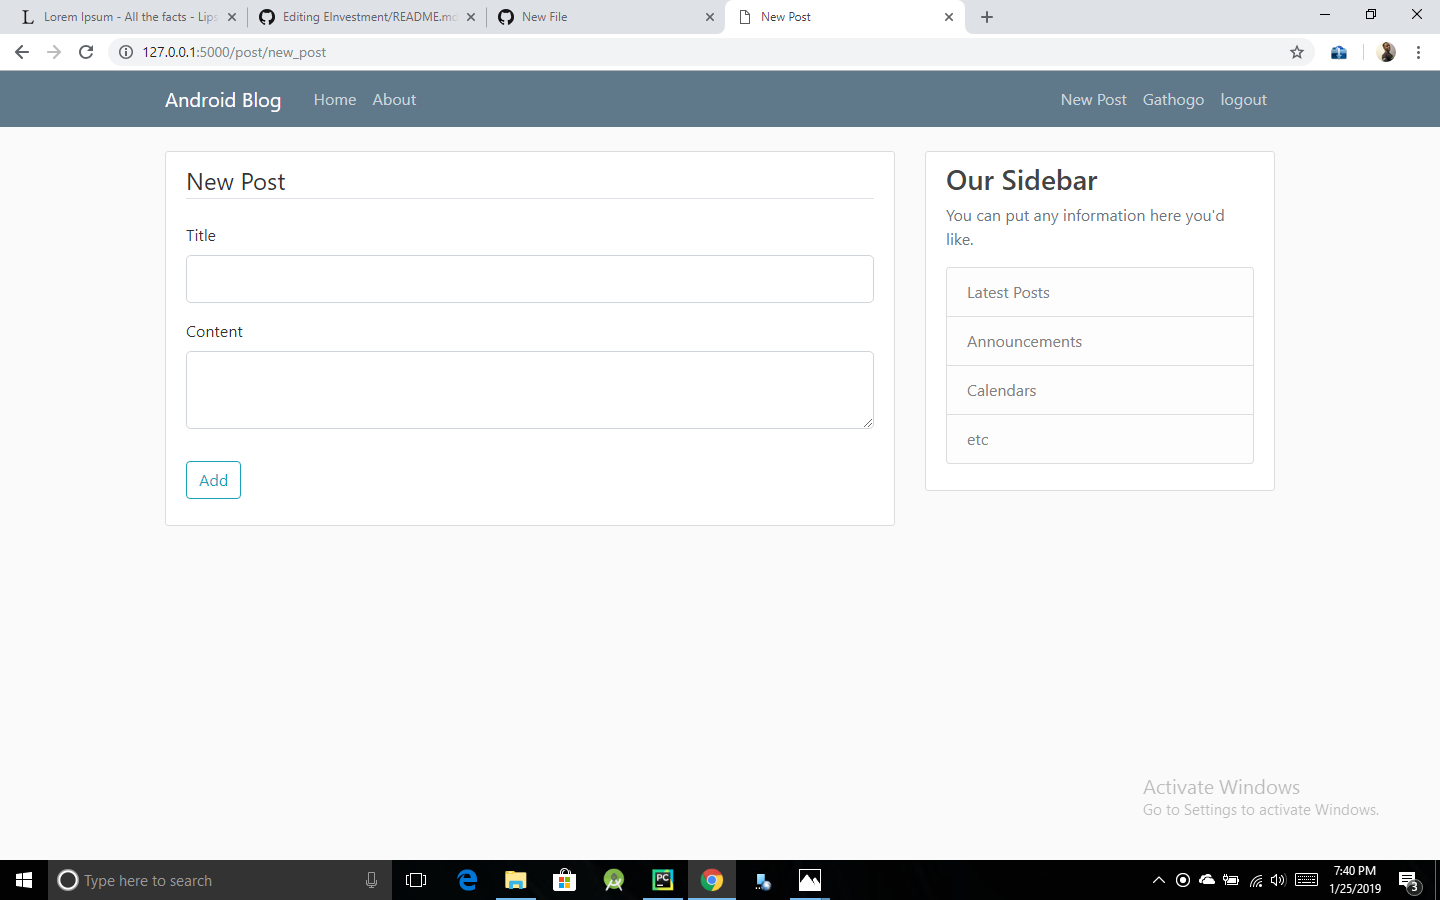 L Lorem Ipsum - All the facts - Lips
Editing EInvestment/README.md
New File
New Post
127.0.0.1:5000/post/new_post
Android Blog Home About New Post Gathogo logout
New Post
Title
Content
Add
Our Sidebar
You can put any information here you'd
like.
Latest Posts
Announcements
Calendars
etc
Activate Windows
Go to Settings to activate Windows.
Type here to search
PC
7:40 PM
1/25/2019
3